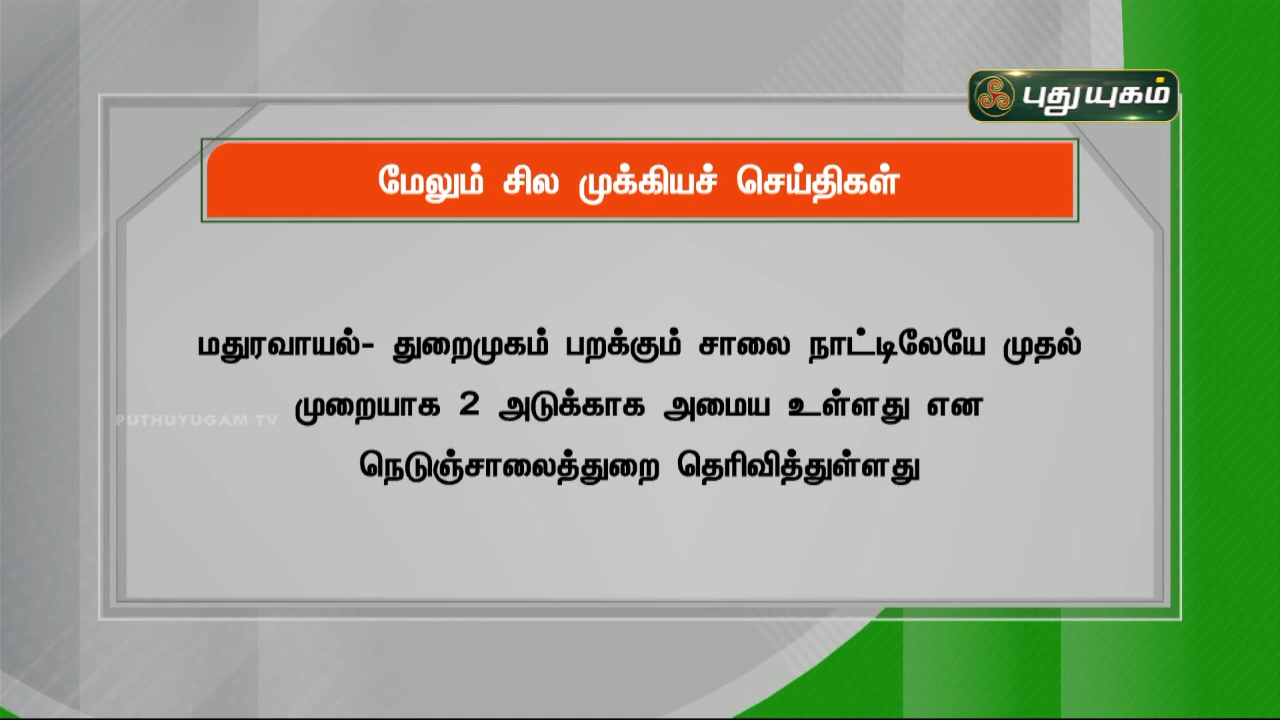 புதுயுகம்
மேலும் சில முக்கியச் செய்திகள்
மதுரவாயல்- துறைமுகம் பறக்கும் சாலை நாட்டிலேயே முதல்
முறையாக 2 அடுக்காக அமைய உள்ளது என
PUTHUYUGAM TV
நெடுஞ்சாலைத்துறை தெரிவித்துள்ளது